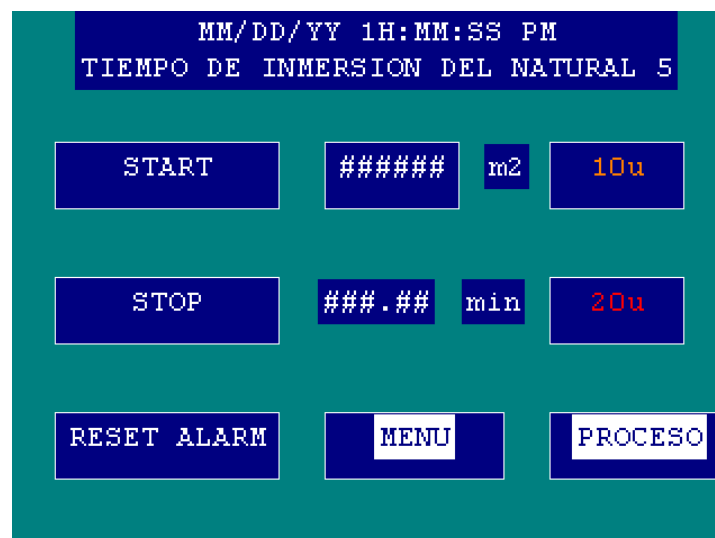 MM/DD/YY 1H:MM:SS PM
TIEMPO DE INMERSION DEL NATURAL 5
START ###### m2 10u
STOP ###.## min 20u
RESET ALARM MENU PROCESO